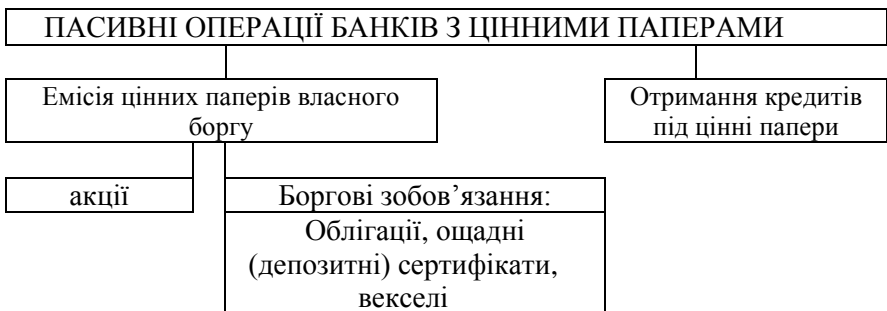 ПАСИВНІ ОПЕРАЦІЇ БАНКІВ З ЦІННИМИ ПАПЕРАМИ
Емісія цінних паперів власного
боргу
Отримання кредитів
під цінні папери
акції
Боргові зобов’язання:
Облігації, ощадні
(депозитні) сертифікати,
векселі